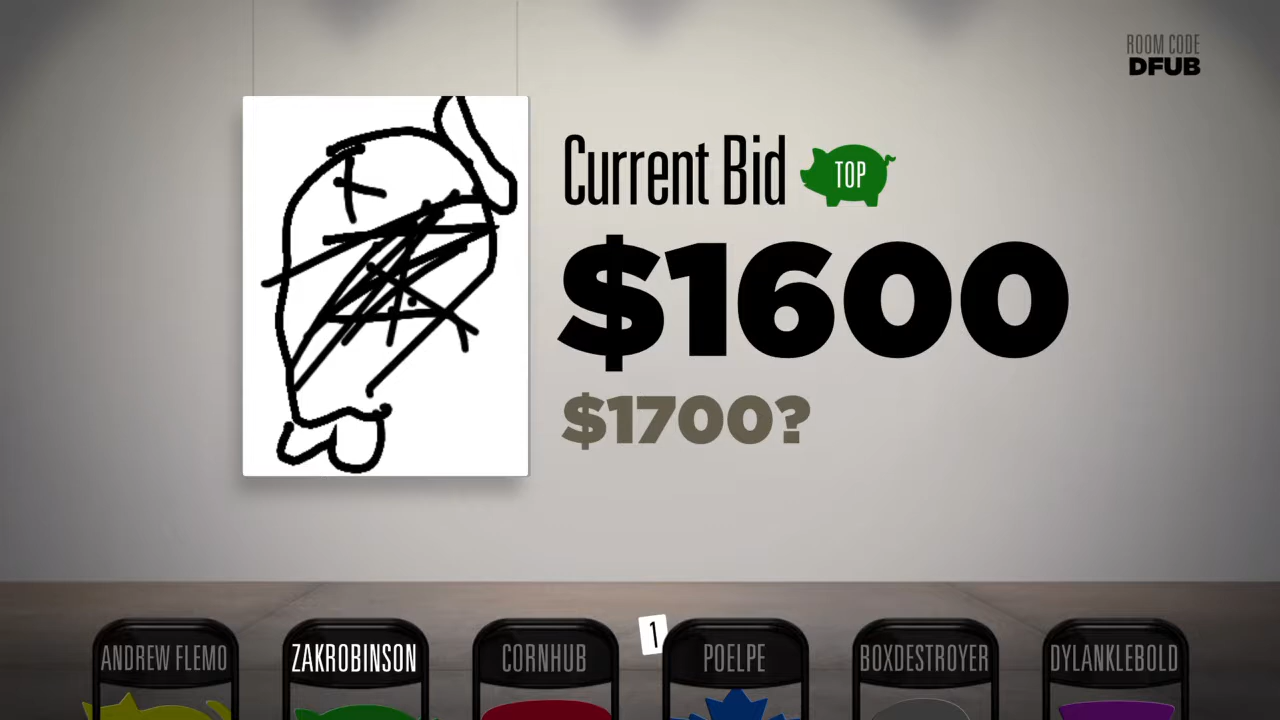 ROOM CODE
DFUB
Current Bid TOP
$1600
$1700?
1
ANDREW FLEMO ZAKROBINSON CORNHUB POELPE BOXDESTROYER DYLANKLEBOLD